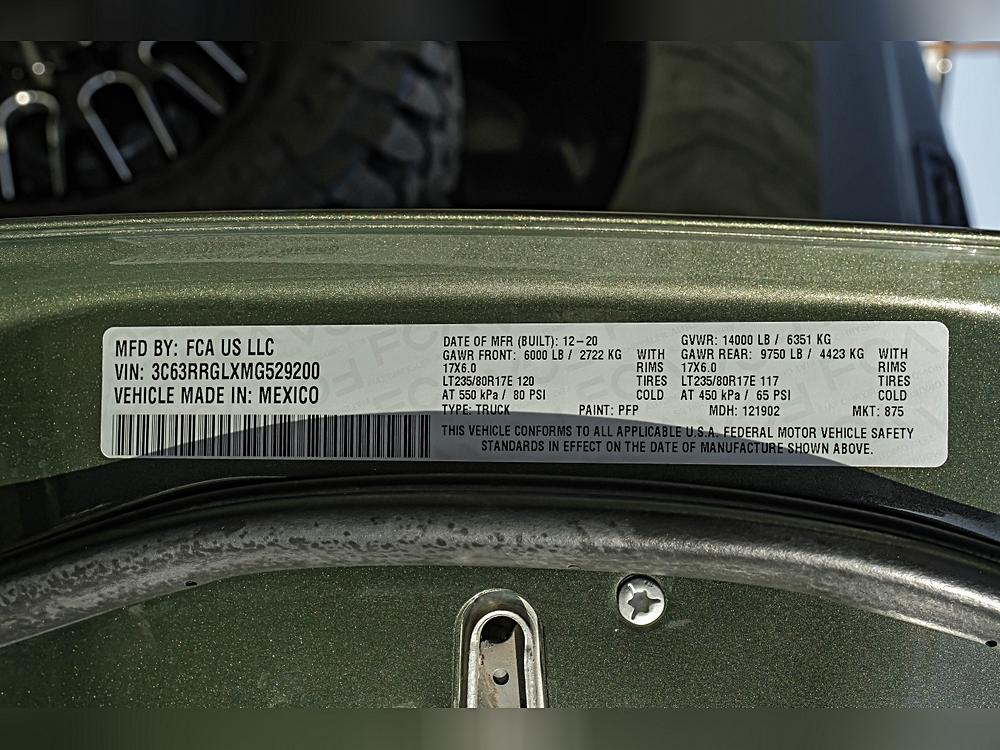 MFD BY: FCA US LLC
VIN: 3C63RRGLXMG529200
VEHICLE MADE IN: MEXICO
DATE OF MFR (BUILT): 12-20
GAWR FRONT: 6000 LB / 2722 KG WITH
17X6.0 RIMS
LT235/80R17E 120 TIRES
AT 550 kPa / 80 PSI COLD
GVWR: 14000 LB / 6351 KG
GAWR REAR: 9750 LB / 4423 KG WITH
17X6.0 RIMS
LT235/80R17E 117 TIRES
AT 450 kPa / 65 PSI COLD
TYPE: TRUCK PAINT: PFP MDH: 121902 MKT: 875
THIS VEHICLE CONFORMS TO ALL APPLICABLE U.S.A. FEDERAL MOTOR VEHICLE SAFETY
STANDARDS IN EFFECT ON THE DATE OF MANUFACTURE SHOWN ABOVE.